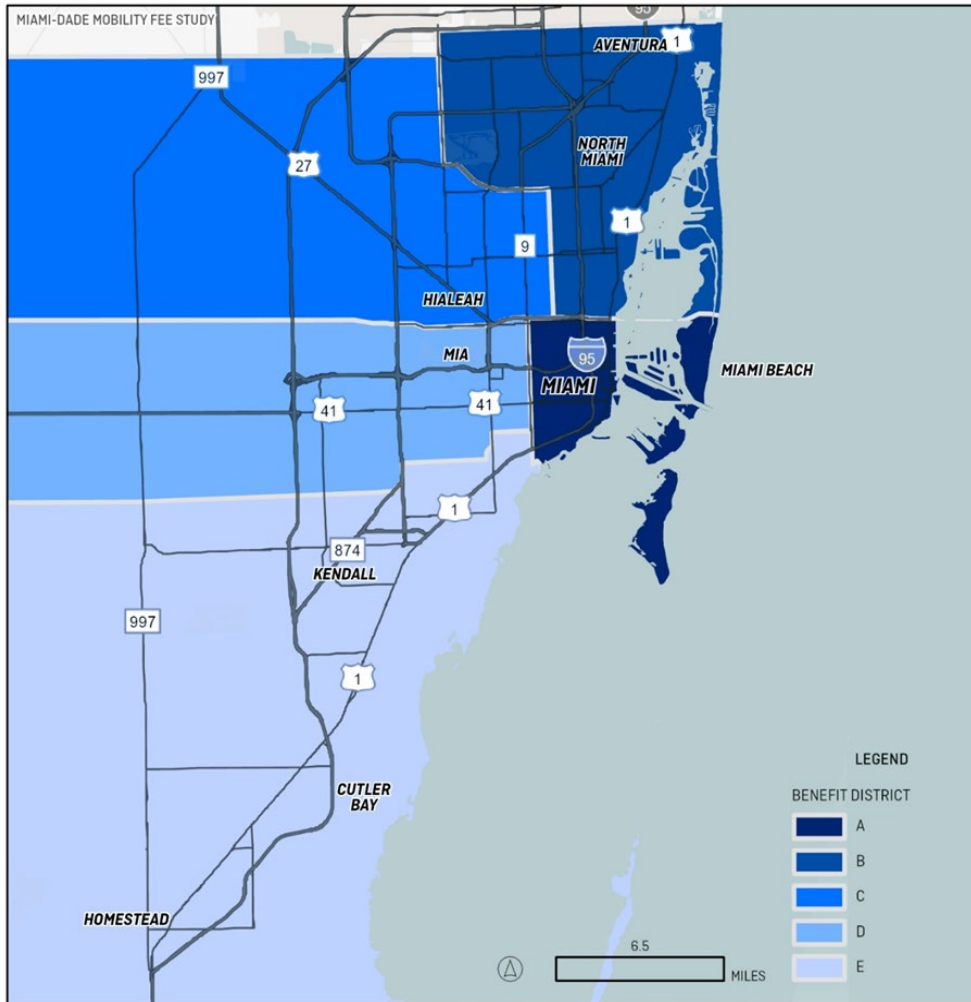 MIAMI-DADE MOBILITY FEE STUDY
95
AVENTURA
1
997
NORTH
MIAMI
27
1
9
HIALEAH
MIA
95
MIAMI
MIAMI BEACH
41
41
1
874
KENDALL
997
1
CUTLER
BAY
HOMESTEAD
LEGEND
BENEFIT DISTRICT
A
B
C
D
E
6.5
MILES